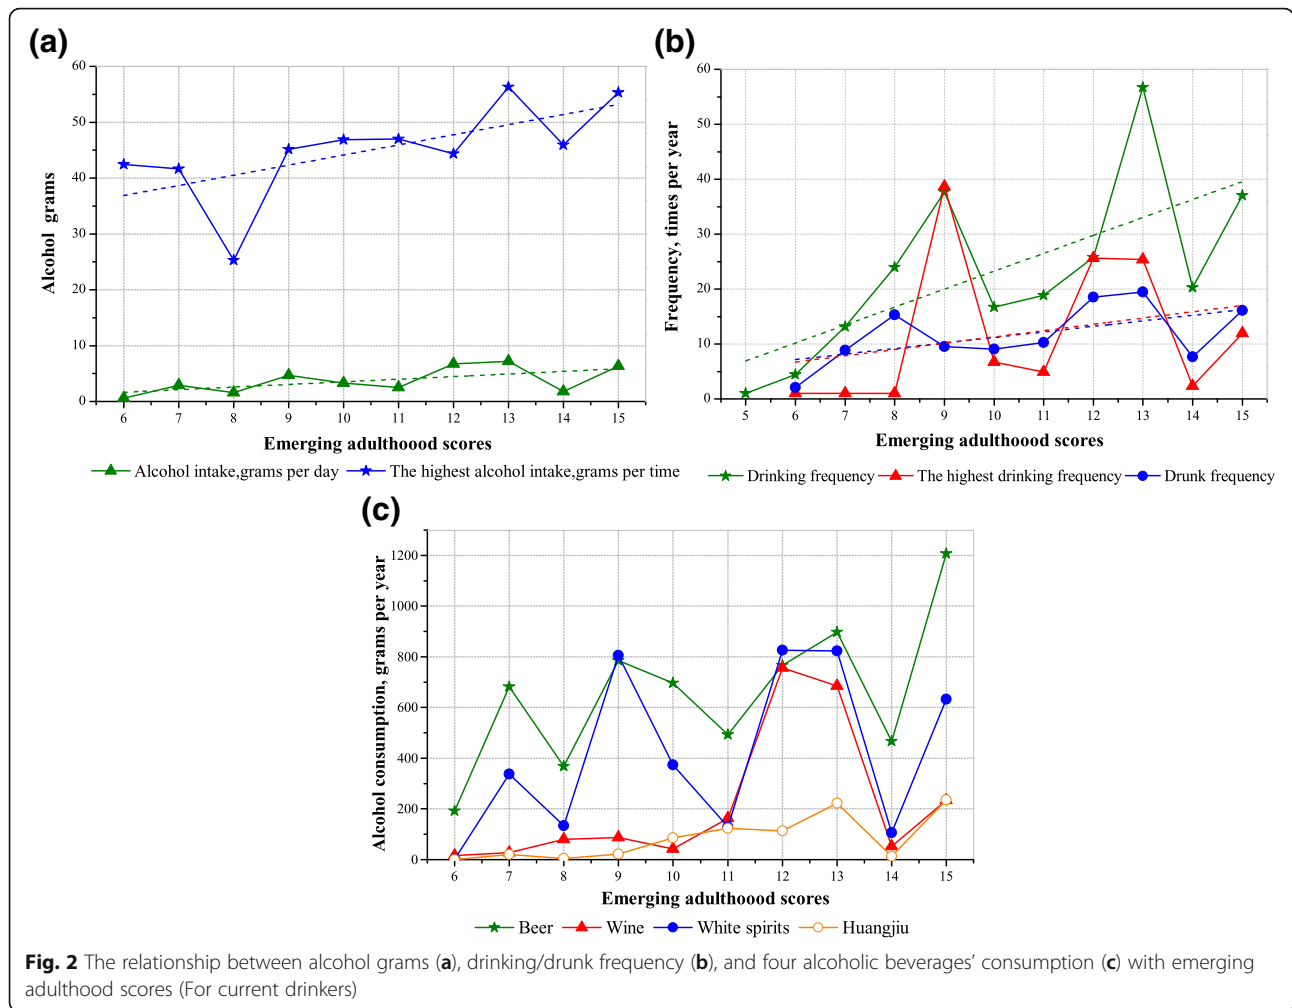 (a)
60
50
40
30
20
10
0
Alcohol grams
6 7 8 9 10 11 12 13 14 15
Emerging adulthoood scores
Alcohol intake,grams per day The highest alcohol intake,grams per time
(b)
60
50
40
30
20
10
0
Frequency, times per year
5 6 7 8 9 10 11 12 13 14 15
Emerging adulthoood scores
Drinking frequency The highest drinking frequency Drunk frequency
(c)
1200
1000
800
600
400
200
0
Alcohol consumption, grams per year
6 7 8 9 10 11 12 13 14 15
Emerging adulthoood scores
Beer Wine White spirits Huangjiu
Fig. 2 The relationship between alcohol grams (a), drinking/drunk frequency (b), and four alcoholic beverages’ consumption (c) with emerging
adulthood scores (For current drinkers)